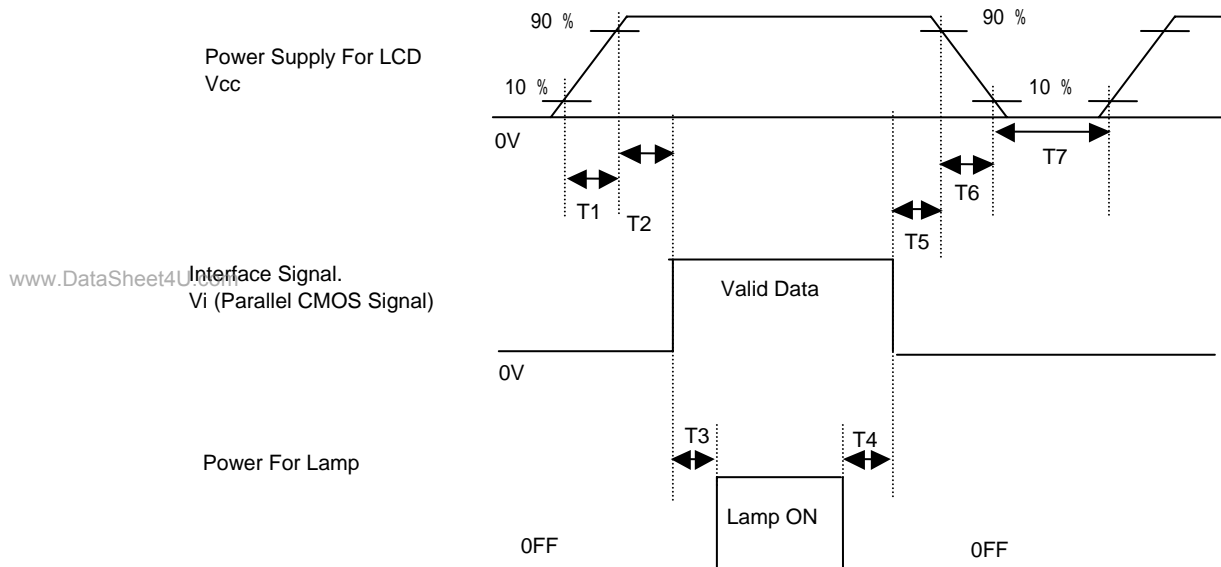 90 %
90 %
Power Supply For LCD
Vcc
10 %
10 %
0V
T7
T6
T1
T2
T5
www.DataSheet4U.com
Interface Signal.
Vi (Parallel CMOS Signal)
Valid Data
0V
T3
T4
Power For Lamp
Lamp ON
0FF
0FF